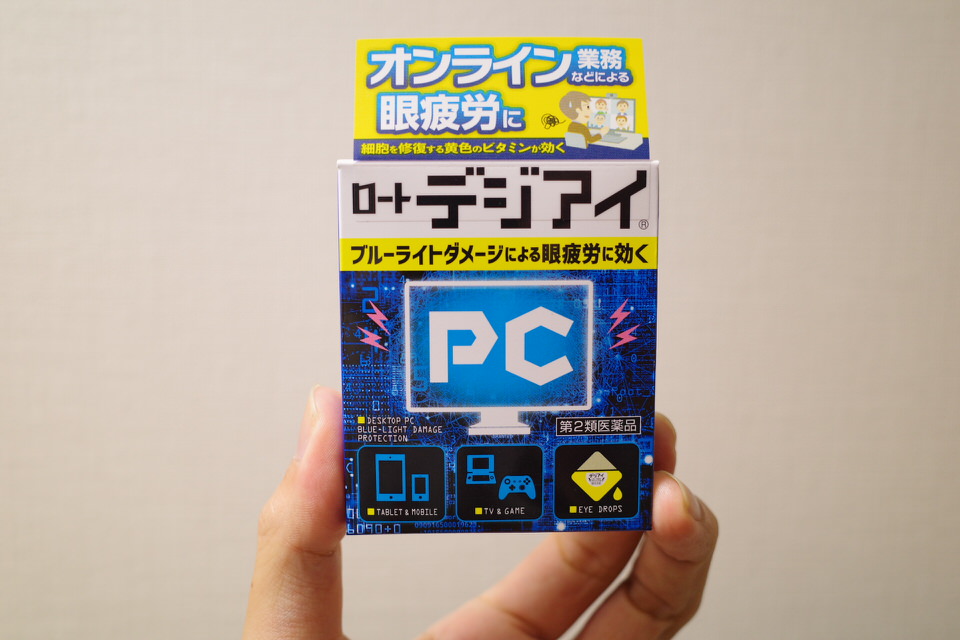 オンライン業務などによる
眼疲労に
細胞を修復する黄色のビタミンが効く
ロート デジアイ®
ブルーライトダメージによる眼疲労に効く
PC
DESKTOP PC
BLUE-LIGHT DAMAGE
PROTECTION
第2類医薬品
TABLET & MOBILE
TV & GAME
デジアイ
EYE DROPS